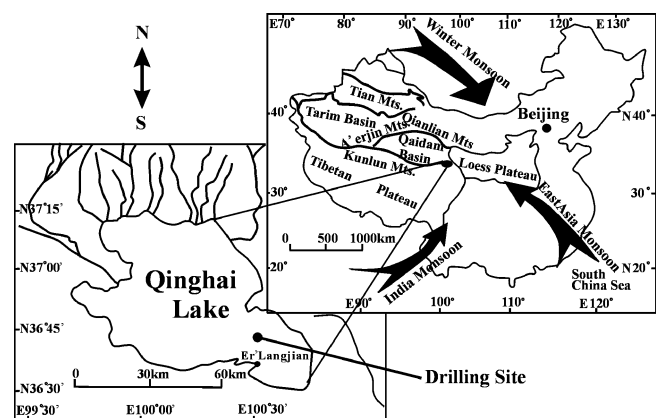 N
S
E70°
80°
90°
100°
110°
120°
E130°
Winter Monsoon
40°
N40°
Tian Mts.
Beijing
Tarim Basin
Qianlian Mts
A' erjin Mts.
Qaidam
Basin
Kunlun Mts.
Loess Plateau
Tibetan
Plateau
30°
30°
EastAsia Monsoon
0 500 1000km
India Monsoon
20°
N20°
South
China Sea
E90°
100°
110°
E120°
N37°15'
N37°00'
Qinghai
Lake
N36°45'
Er'Langjian
0 30km 60km
Drilling Site
N36°30'
E99°30'
E100°00'
E100°30'